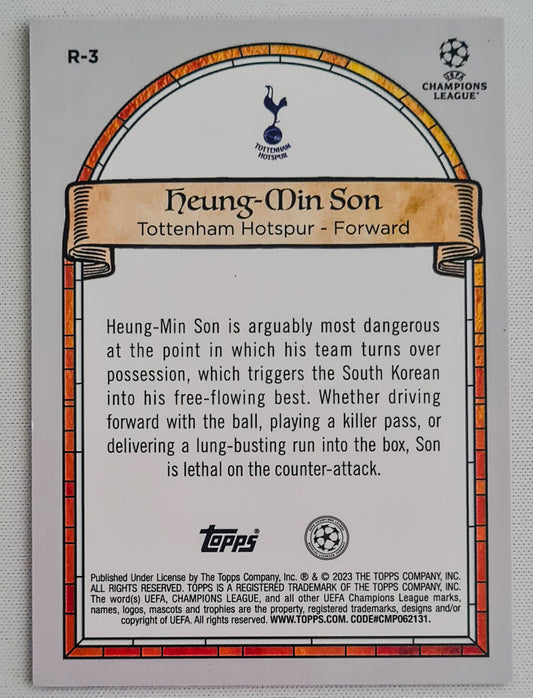 R-3
UEFA
CHAMPIONS
LEAGUE
TOTTENHAM
HOTSPUR
Heung-Min Son
Tottenham Hotspur - Forward
Heung-Min Son is arguably most dangerous
at the point in which his team turns over
possession, which triggers the South Korean
into his free-flowing best. Whether driving
forward with the ball, playing a killer pass, or
delivering a lung-busting run into the box, Son
is lethal on the counter-attack.
Topps®
Published Under License by The Topps Company, Inc. ® & © 2023 THE TOPPS COMPANY, INC.
ALL RIGHTS RESERVED. TOPPS IS A REGISTERED TRADEMARK OF THE TOPPS COMPANY, INC.
The word(s) UEFA, CHAMPIONS LEAGUE, and all other UEFA Champions League marks,
names, logos, mascots and trophies are the property, registered trademarks, designs and/or
copyright of UEFA. All rights reserved. WWW.TOPPS.COM. CODE#CMP062131.